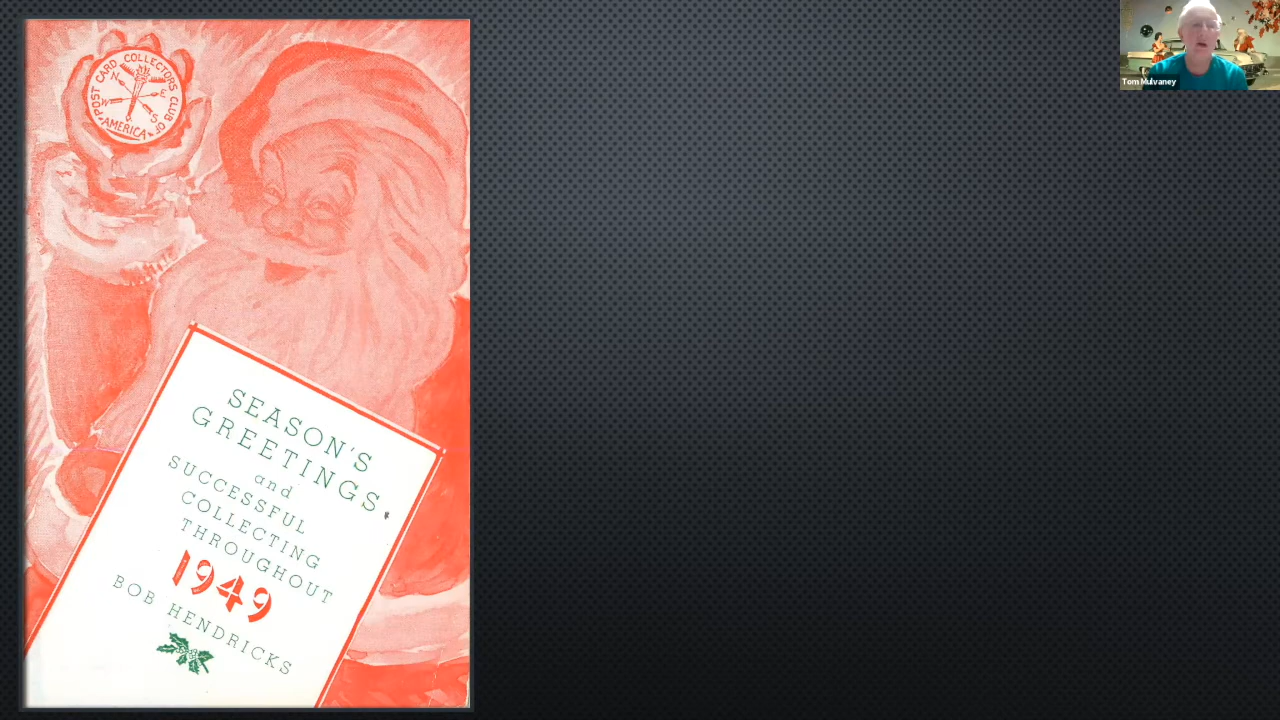 POST CARD COLLECTORS CLUB OF AMERICA
N
E
W
S
Tom Mulvaney
SEASON'S
GREETINGS
and
SUCCESSFUL
COLLECTING
THROUGHOUT
1949
BOB HENDRICKS